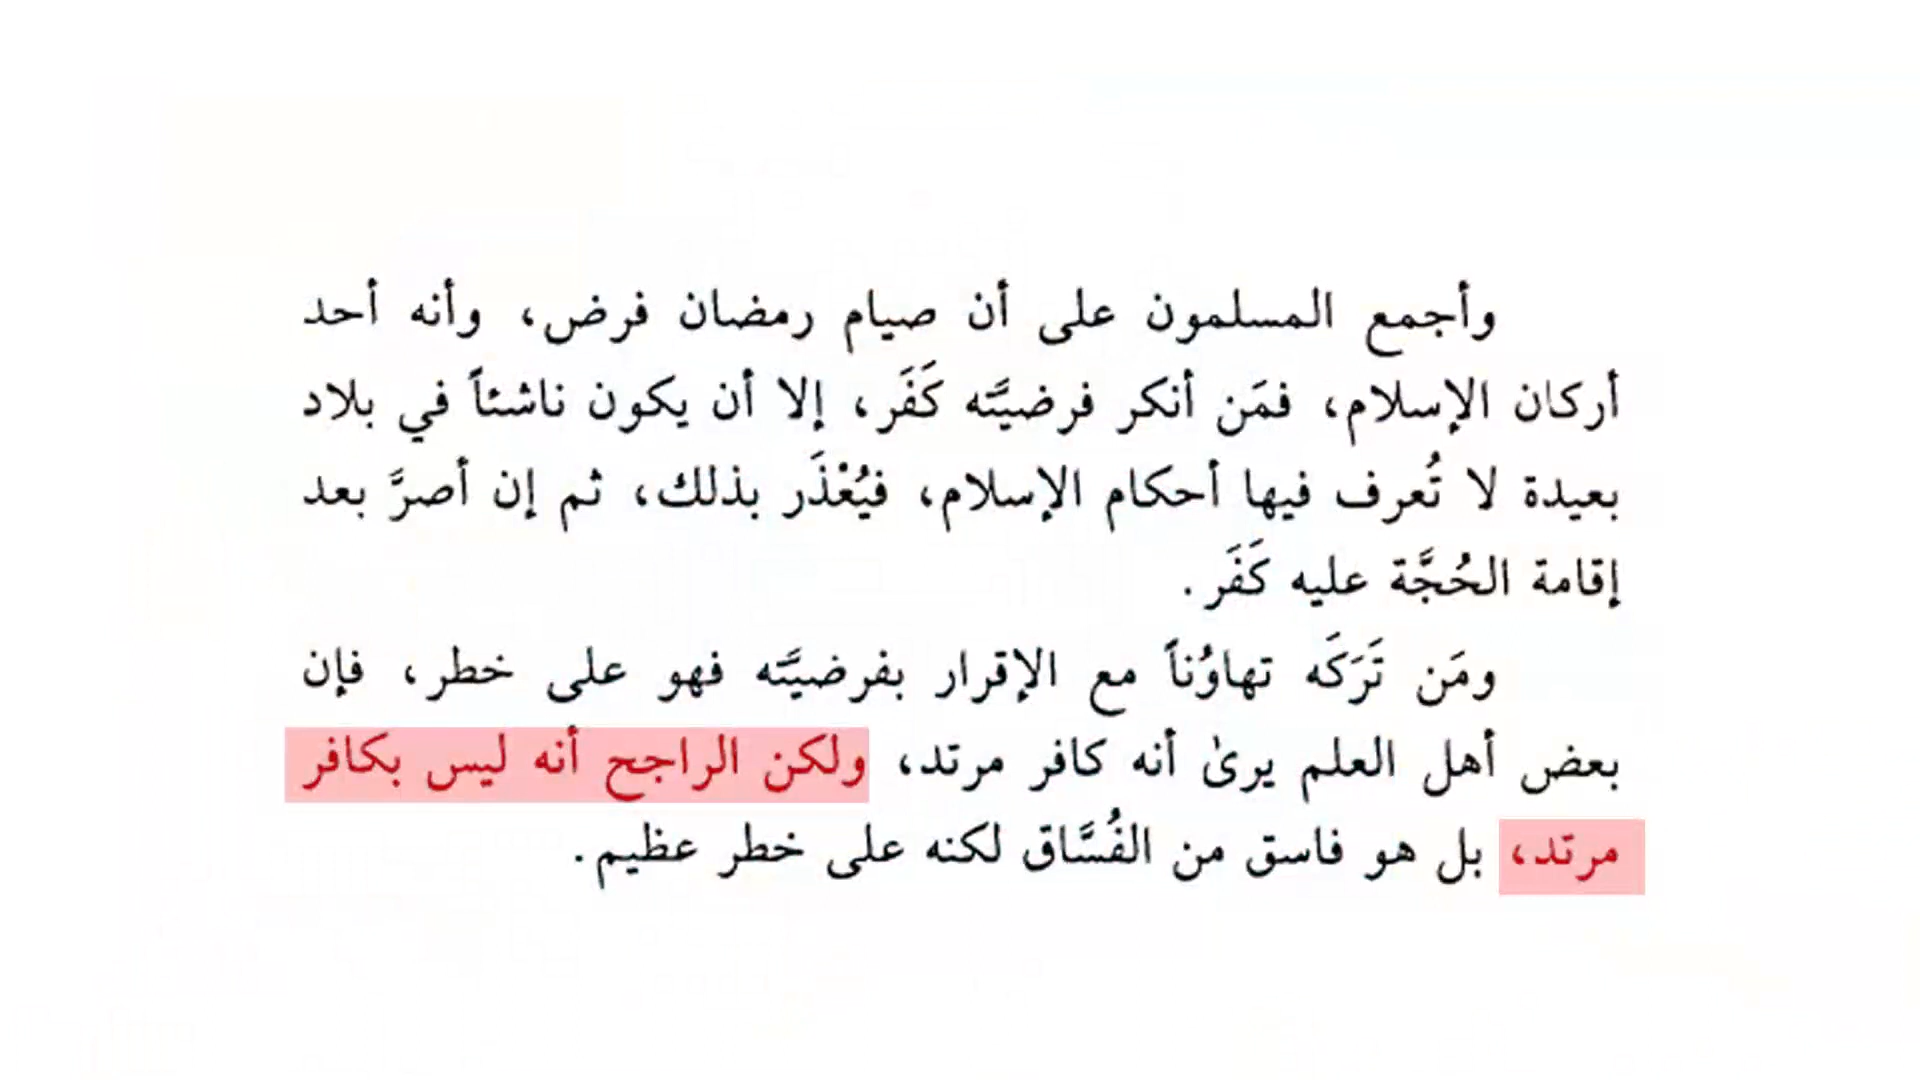 وأجمع المسلمون على أن صيام رمضان فرض، وأنه أحد
أركان الإسلام، فمَن أنكر فرضيَّته كَفَر، إلا أن يكون ناشئاً في بلاد
بعيدة لا تُعرف فيها أحكام الإسلام، فيُعْذَر بذلك، ثم إن أصرَّ بعد
إقامة الحُجَّة عليه كَفَر.
ومَن تَرَكَه تهاوُناً مع الإقرار بفرضيَّته فهو على خطر، فإن
بعض أهل العلم يرىٰ أنه كافر مرتد، ولكن الراجح أنه ليس بكافر
مرتد، بل هو فاسق من الفُسَّاق لكنه على خطر عظيم.